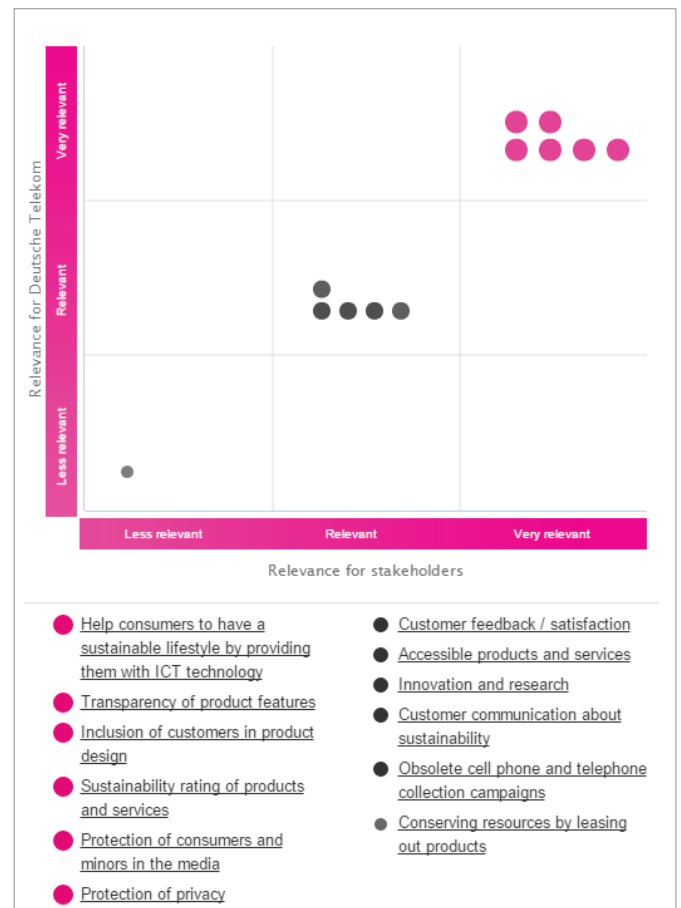 Relevance for Deutsche Telekom
Very relevant
Relevant
Less relevant
Less relevant
Relevant
Very relevant
Relevance for stakeholders
Help consumers to have a
sustainable lifestyle by providing
them with ICT technology
Transparency of product features
Inclusion of customers in product
design
Sustainability rating of products
and services
Protection of consumers and
minors in the media
Protection of privacy
Customer feedback / satisfaction
Accessible products and services
Innovation and research
Customer communication about
sustainability
Obsolete cell phone and telephone
collection campaigns
Conserving resources by leasing
out products